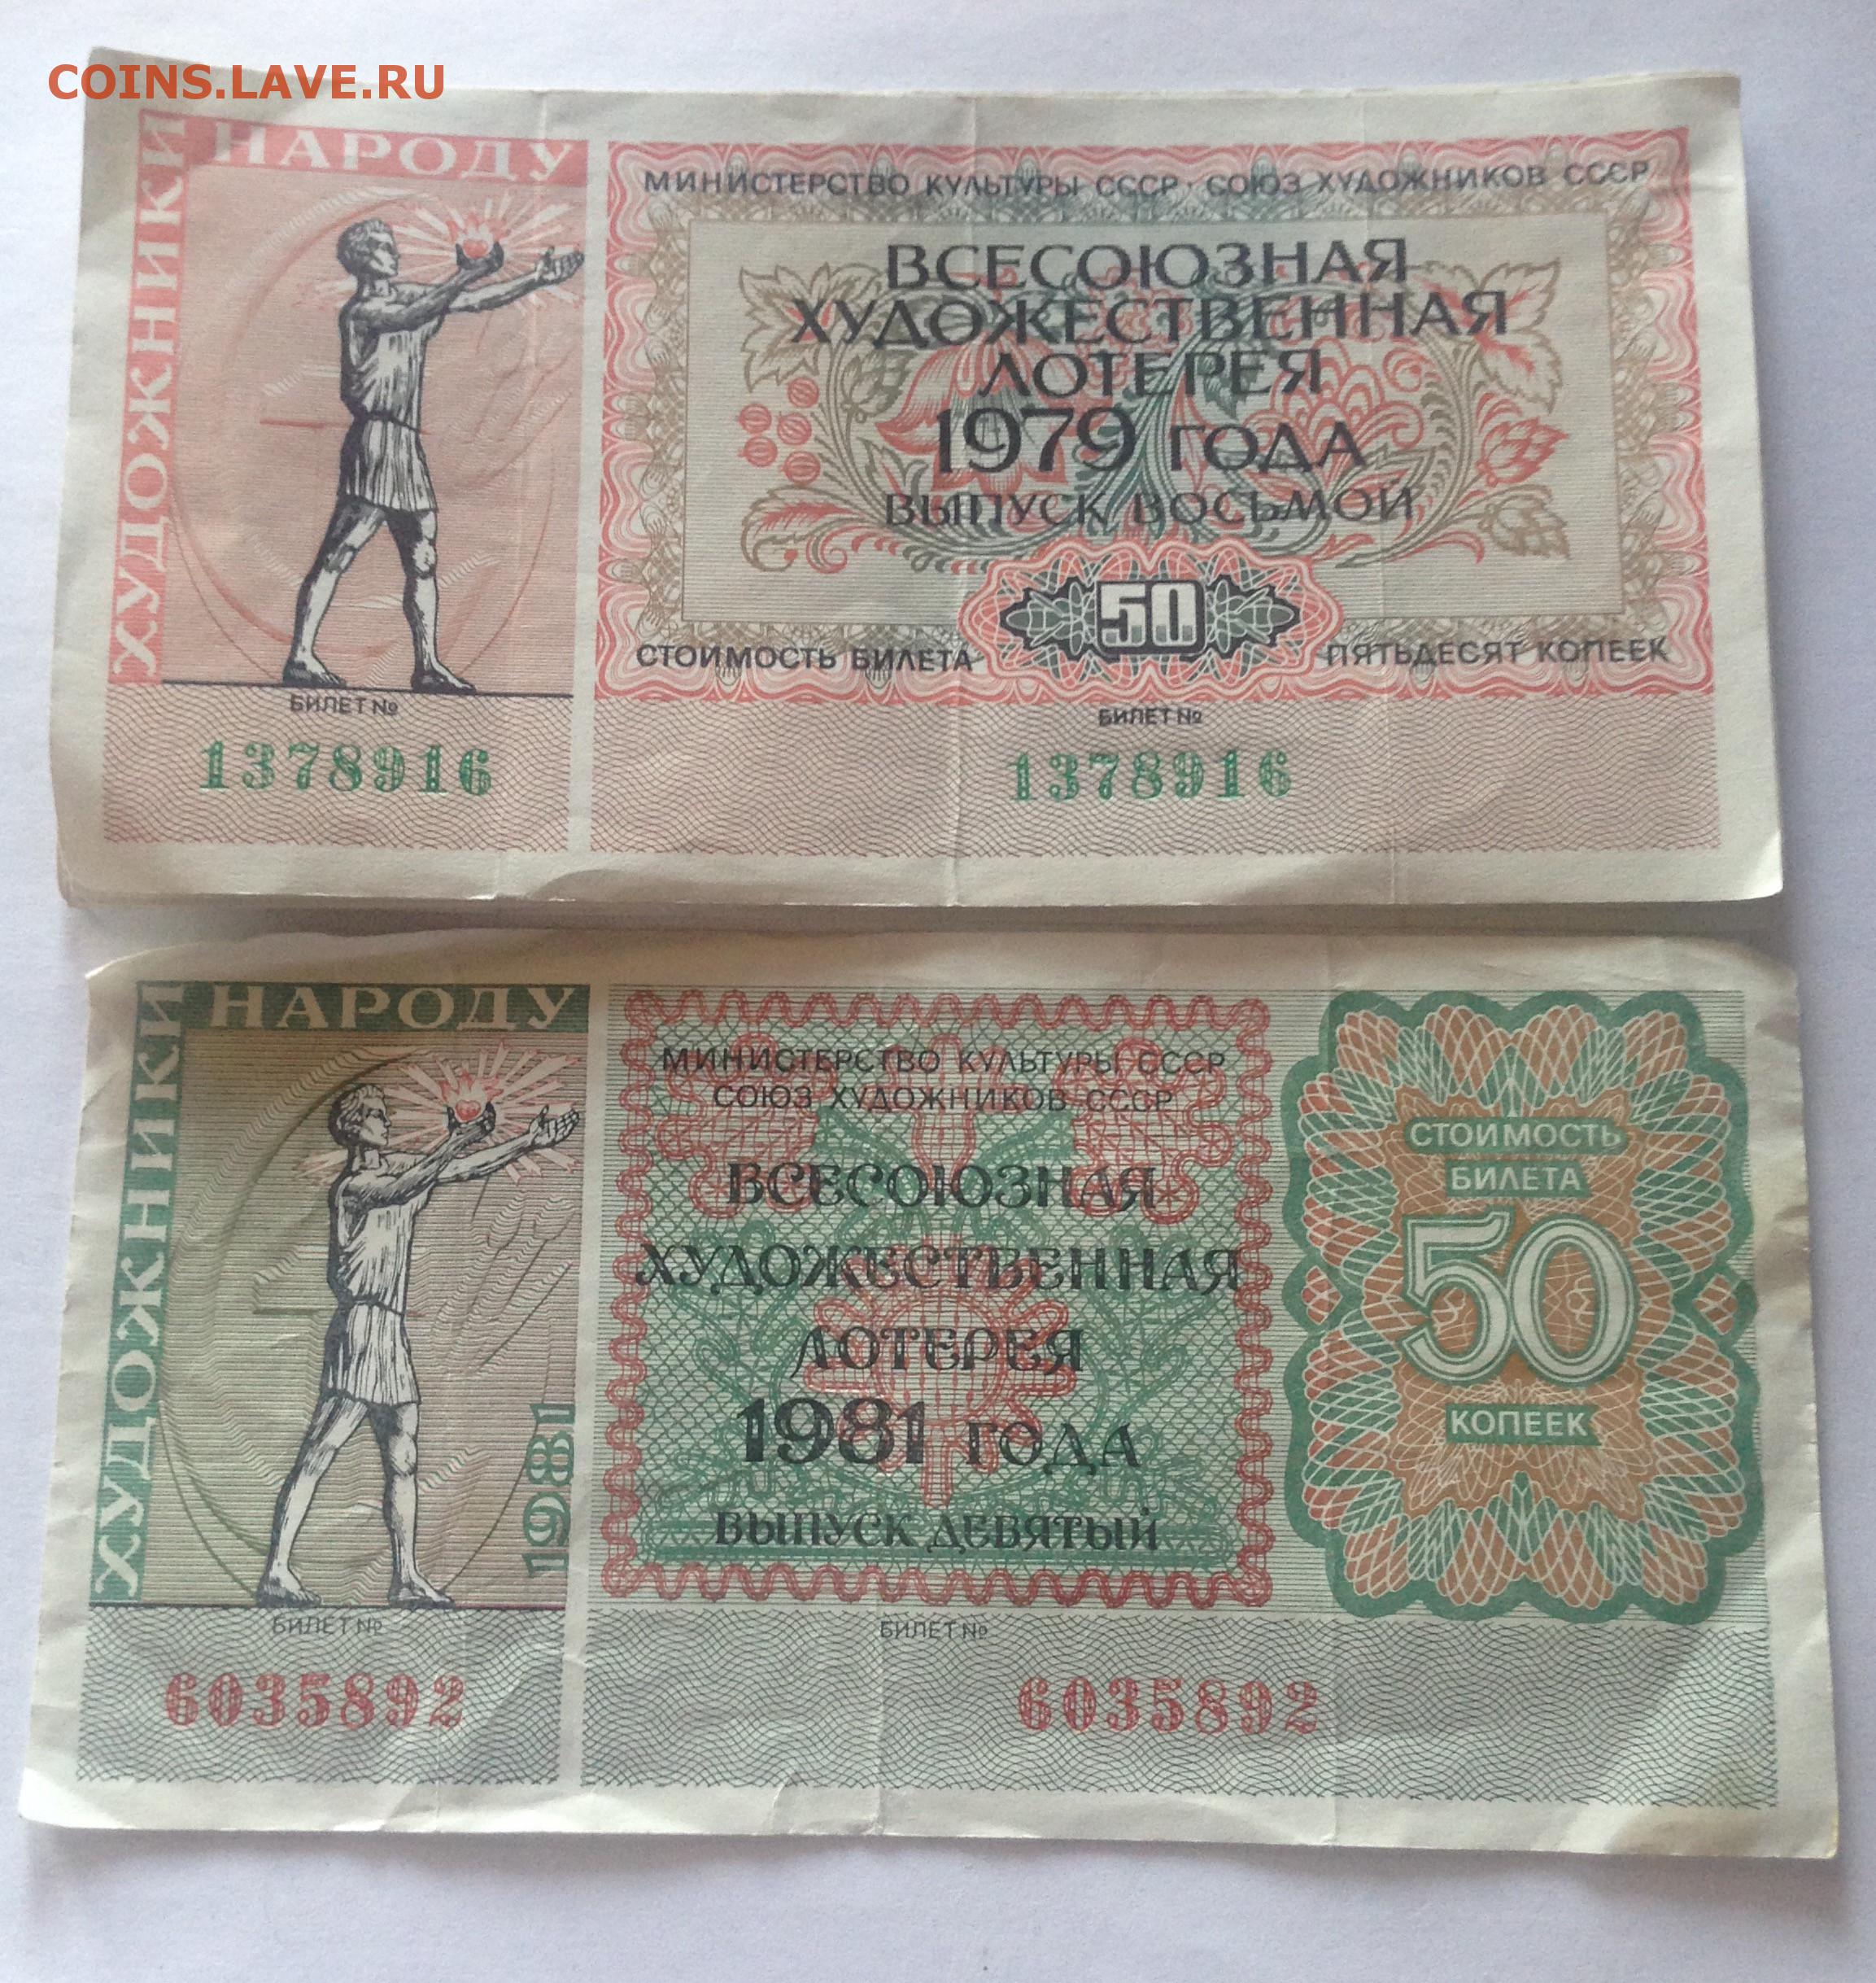 COINS.LAVE.RU
ХУДОЖНИКИ
НАРОДУ
МИНИСТЕРСТВО КУЛЬТУРЫ СССР · СОЮЗ ХУДОЖНИКОВ СССР
ВСЕСОЮЗНАЯ
ХУДОЖЕСТВЕННАЯ
ЛОТЕРЕЯ
1979 ГОДА
ВЫПУСК ВОСЬМОЙ
СТОИМОСТЬ БИЛЕТА 50 ПЯТЬДЕСЯТ КОПЕЕК
БИЛЕТ № БИЛЕТ №
1378916 1378916
ХУДОЖНИКИ
НАРОДУ
1981
МИНИСТЕРСТВО КУЛЬТУРЫ СССР
СОЮЗ ХУДОЖНИКОВ СССР
ВСЕСОЮЗНАЯ
ХУДОЖЕСТВЕННАЯ
ЛОТЕРЕЯ
1981 ГОДА
ВЫПУСК ДЕВЯТЫЙ
СТОИМОСТЬ
БИЛЕТА
50
КОПЕЕК
БИЛЕТ № БИЛЕТ №
6035892 6035892